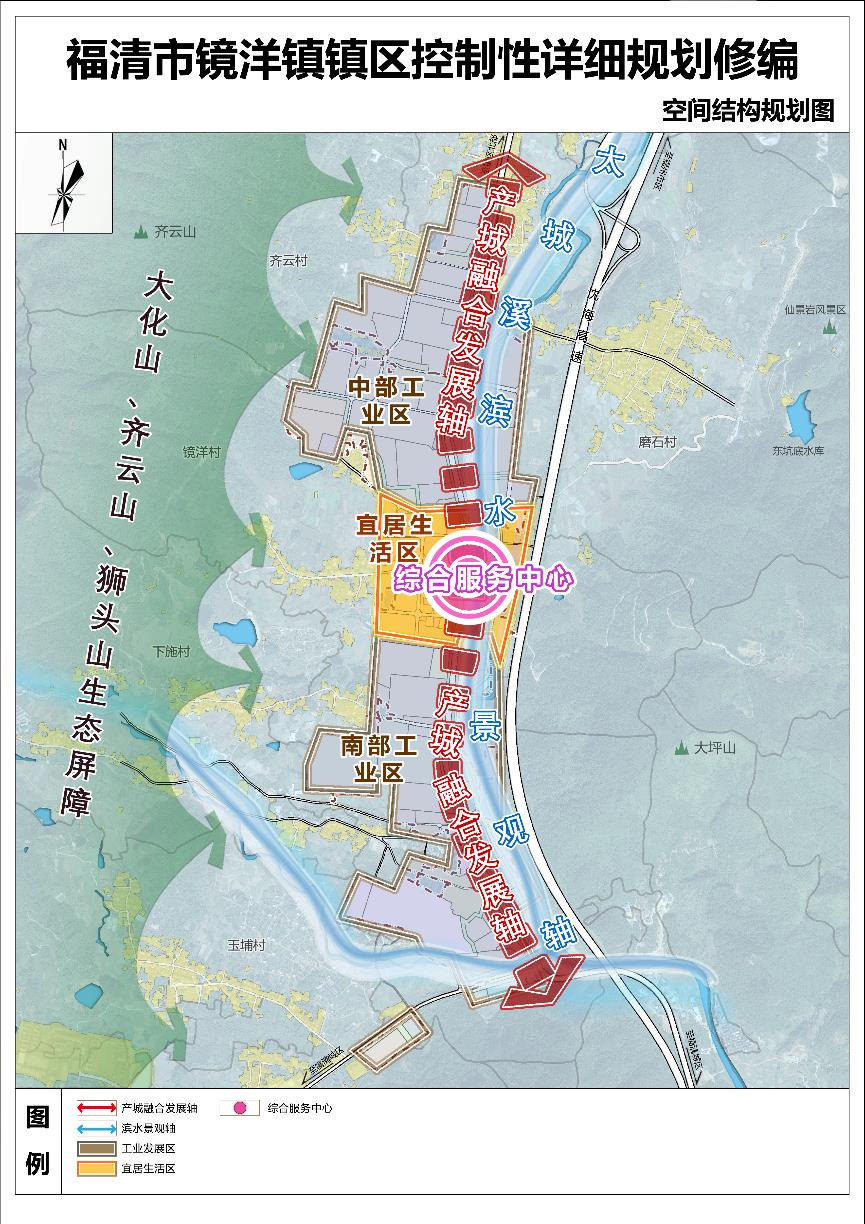 福清市镜洋镇镇区控制性详细规划修编
空间结构规划图
N
太
城
溪
滨
水
景
观
轴
产城融合发展轴
齐云山
齐云村
大化山、齐云山、狮头山生态屏障
沈海高速
仙景岩风景区
中部工
业区
磨石村
东坑底水库
镜洋村
宜居生
活区
综合服务中心
下施村
产城融合发展轴
南部工
业区
大坪山
玉埔村
图例
产城融合发展轴
综合服务中心
滨水景观轴
工业发展区
宜居生活区